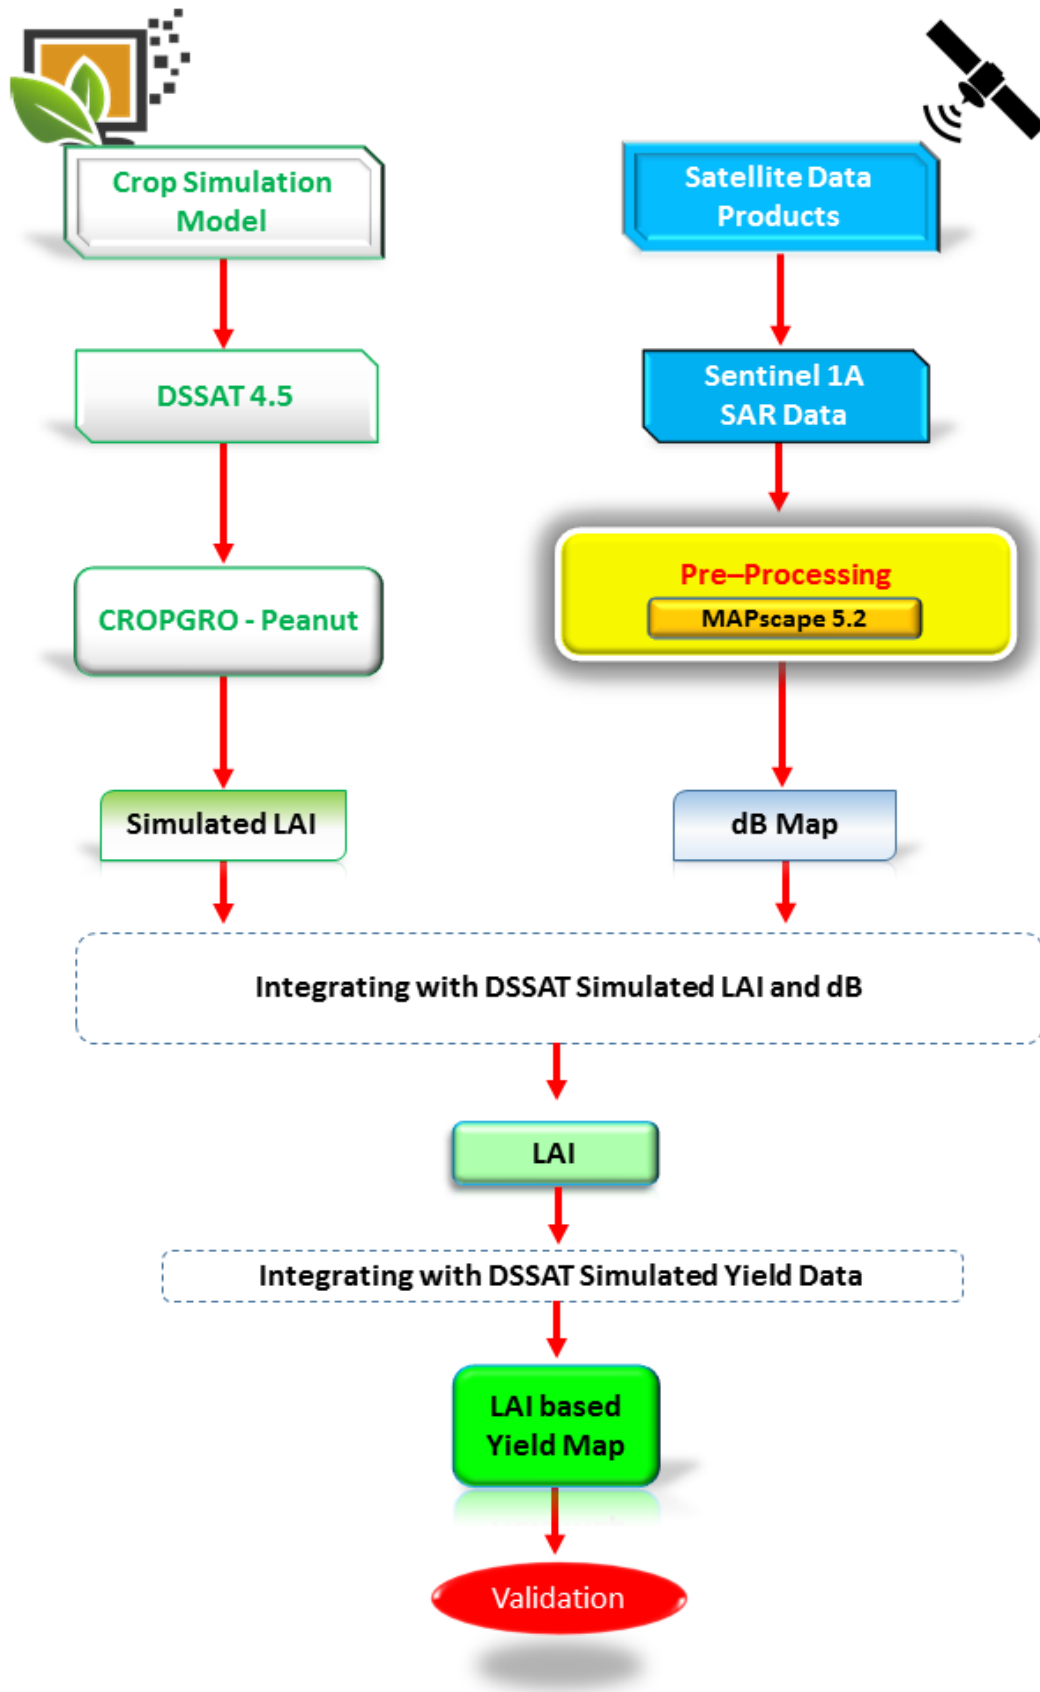 Crop Simulation
Model
Satellite Data
Products
DSSAT 4.5
Sentinel 1A
SAR Data
CROPGRO - Peanut
Pre–Processing
MAPscape 5.2
Simulated LAI
dB Map
Integrating with DSSAT Simulated LAI and dB
LAI
Integrating with DSSAT Simulated Yield Data
LAI based
Yield Map
Validation